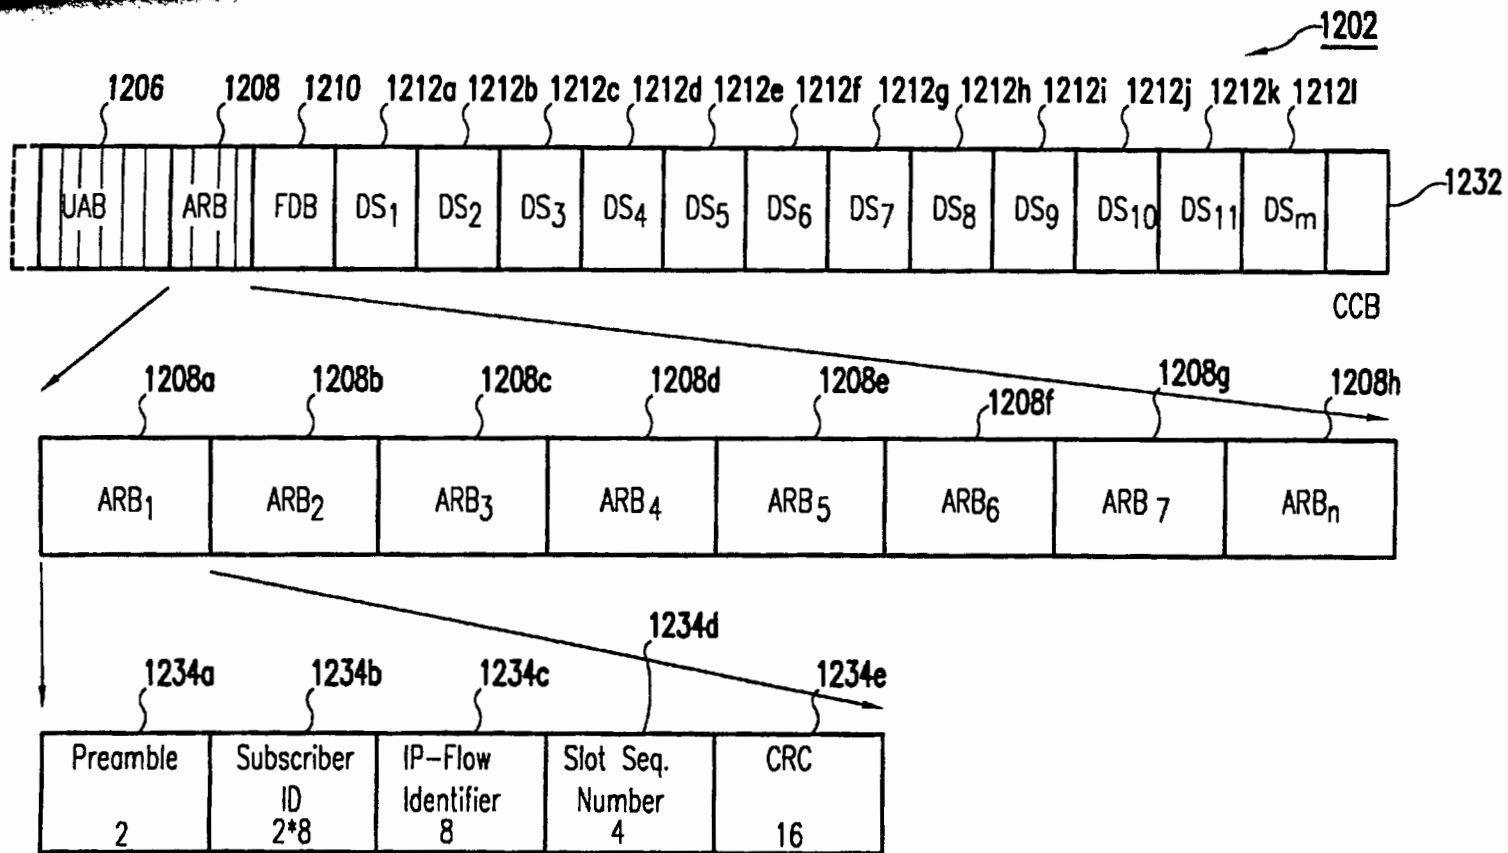 1202
1206 1208 1210 1212a 1212b 1212c 1212d 1212e 1212f 1212g 1212h 1212i 1212j 1212k 1212l
UAB ARB FDB DS1 DS2 DS3 DS4 DS5 DS6 DS7 DS8 DS9 DS10 DS11 DSm
1232
CCB
1208a 1208b 1208c 1208d 1208e 1208f 1208g 1208h
ARB1 ARB2 ARB3 ARB4 ARB5 ARB6 ARB7 ARBn
1234a 1234b 1234c 1234d 1234e
Preamble Subscriber IP-Flow Slot Seq. CRC
ID Identifier Number
2 2*8 8 4 16